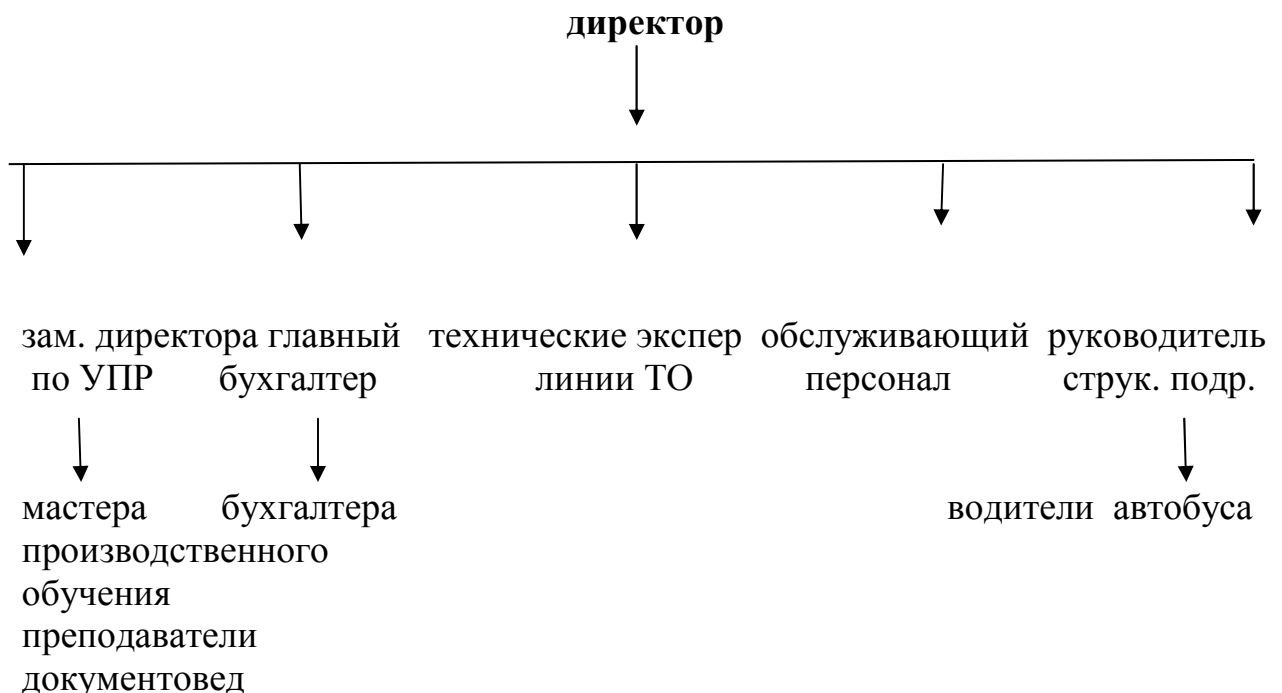 директор
зам. директора главный технические экспер обслуживающий руководитель
по УПР бухгалтер линии ТО персонал струк. подр.
мастера бухгалтера водители автобуса
производственного
обучения
преподаватели
документовед